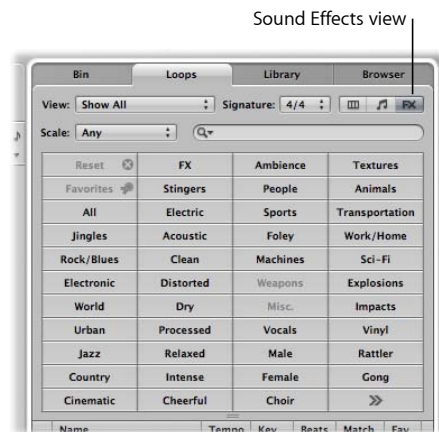 Sound Effects view
Bin Loops Library Browser
View: Show All Signature: 4/4 FX
Scale: Any
Reset FX Ambience Textures
Favorites Stingers People Animals
All Electric Sports Transportation
Jingles Acoustic Foley Work/Home
Rock/Blues Clean Machines Sci-Fi
Electronic Distorted Weapons Explosions
World Dry Misc. Impacts
Urban Processed Vocals Vinyl
Jazz Relaxed Male Rattler
Country Intense Female Gong
Cinematic Cheerful Choir
Name Tempo Key Beats Match Fav